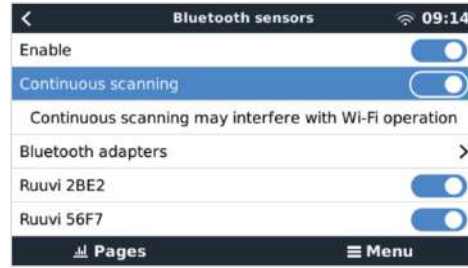 Bluetooth sensors 09:14
Enable
Continuous scanning
Continuous scanning may interfere with Wi-Fi operation
Bluetooth adapters
Ruuvi 2BE2
Ruuvi 56F7
Pages Menu